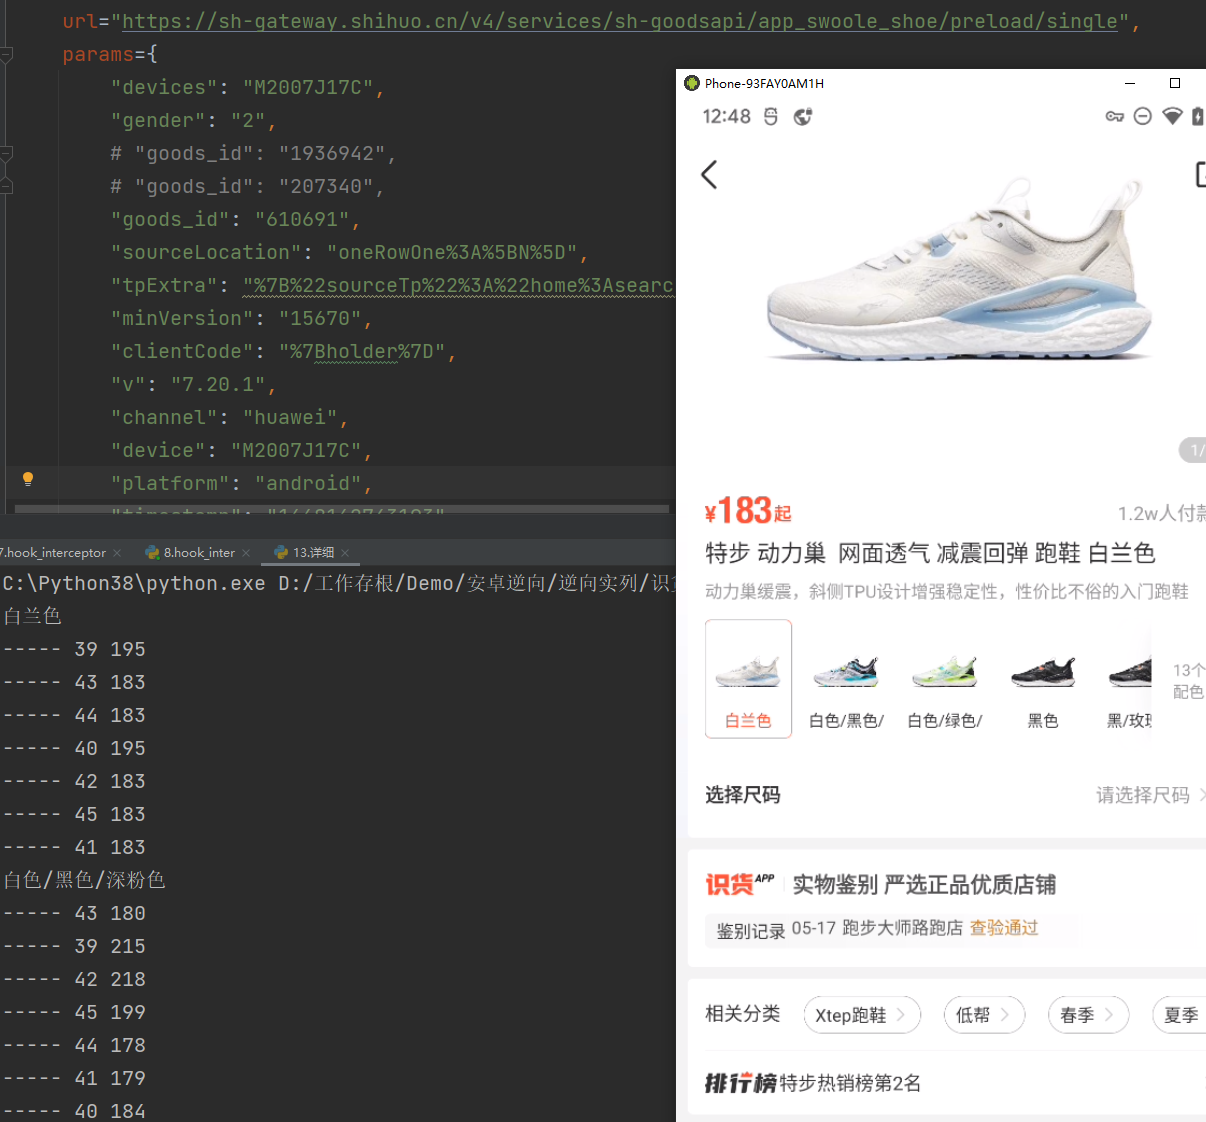 url="https://sh-gateway.shihuo.cn/v4/services/sh-goodsapi/app_swoole_shoe/preload/single",
params={
"devices": "M2007J17C",
"gender": "2",
# "goods_id": "1936942",
# "goods_id": "207340",
"goods_id": "610691",
"sourceLocation": "oneRowOne%3A%5BN%5D",
"tpExtra": "%7B%22sourceTp%22%3A%22home%3Asearc
"minVersion": "15670",
"clientCode": "%7Bholder%7D",
"v": "7.20.1",
"channel": "huawei",
"device": "M2007J17C",
"platform": "android",
7.hook_interceptor
8.hook_inter
13.详细
C:\Python38\python.exe D:/工作存根/Demo/安卓逆向/逆向实列/识
白兰色
----- 39 195
----- 43 183
----- 44 183
----- 40 195
----- 42 183
----- 45 183
----- 41 183
白色/黑色/深粉色
----- 43 180
----- 39 215
----- 42 218
----- 45 199
----- 44 178
----- 41 179
----- 40 184
Phone-93FAY0AM1H
12:48
1/
¥183起
1.2w人付款
特步 动力巢 网面透气 减震回弹 跑鞋 白兰色
动力巢缓震，斜侧TPU设计增强稳定性，性价比不俗的入门跑鞋
白兰色
白色/黑色/
白色/绿色/
黑色
黑/玫瑰
13个
配色
选择尺码
请选择尺码
识货APP 实物鉴别 严选正品优质店铺
鉴别记录 05-17 跑步大师路跑店 查验通过
相关分类
Xtep跑鞋
低帮
春季
夏季
排行榜 特步热销榜第2名